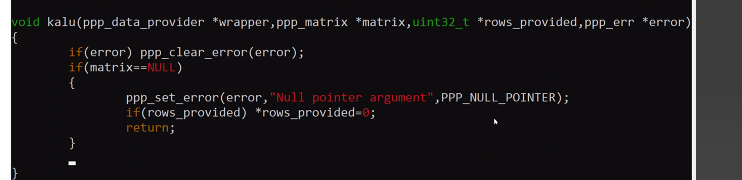 void kalu(ppp_data_provider *wrapper,ppp_matrix *matrix,uint32_t *rows_provided,ppp_err *error)
{
if(error) ppp_clear_error(error);
if(matrix==NULL)
{
ppp_set_error(error,"Null pointer argument",PPP_NULL_POINTER);
if(rows_provided) *rows_provided=0;
return;
}
}